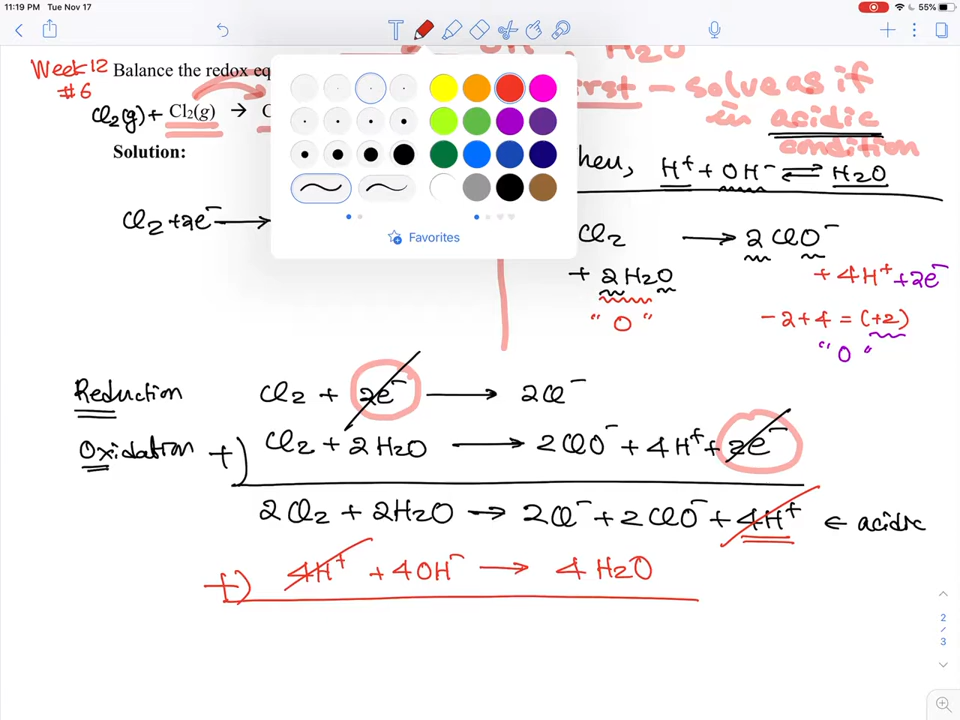 11:19 PM Tue Nov 17
55%
OH⁻, H2O
Week 12 Balance the redox eq
#6
first - solve as if
Cl2(g) + Cl2(g) → C
in acidic
condition
Solution:
then, H⁺ + OH⁻ ⇌ H2O
Cl2 + 2e⁻ →
Cl2 → 2ClO⁻
+ 2H2O + 4H⁺ + 2e⁻
"0" -2+4 = (+2)
"0"
Favorites
Reduction Cl2 + 2e⁻ → 2Cl⁻
Oxidation +) Cl2 + 2H2O → 2ClO⁻ + 4H⁺ + 2e⁻
2Cl2 + 2H2O → 2Cl⁻ + 2ClO⁻ + 4H⁺ ← acidic
+) 4H⁺ + 4OH⁻ → 4H2O
2
/
3